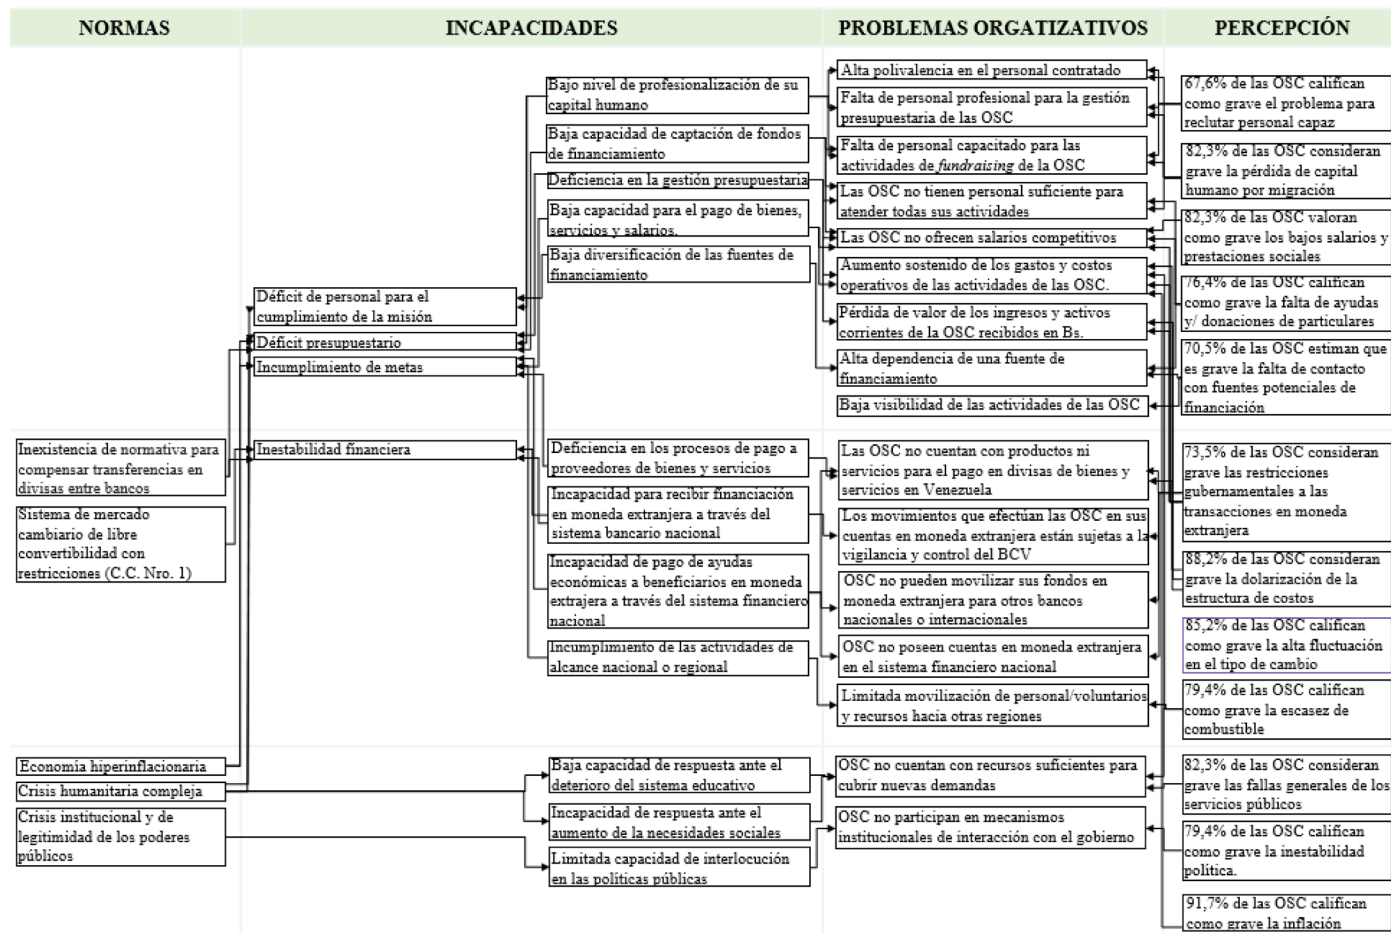 NORMAS
INCAPACIDADES
PROBLEMAS ORGATIZATIVOS
PERCEPCIÓN
Inexistencia de normativa para
compensar transferencias en
divisas entre bancos
Sistema de mercado
cambiario de libre
convertibilidad con
restricciones (C.C. Nro. 1)
Economía hiperinflacionaria
Crisis humanitaria compleja
Crisis institucional y de
legitimidad de los poderes
públicos
Déficit de personal para el
cumplimiento de la misión
Déficit presupuestario
Incumplimiento de metas
Inestabilidad financiera
Bajo nivel de profesionalización de su
capital humano
Baja capacidad de captación de fondos
de financiamiento
Deficiencia en la gestión presupuestaria
Baja capacidad para el pago de bienes,
servicios y salarios.
Baja diversificación de las fuentes de
financiamiento
Deficiencia en los procesos de pago a
proveedores de bienes y servicios
Incapacidad para recibir financiación
en moneda extranjera a través del
sistema bancario nacional
Incapacidad de pago de ayudas
económicas a beneficiarios en moneda
extrajera a través del sistema financiero
nacional
Incumplimiento de las actividades de
alcance nacional o regional
Baja capacidad de respuesta ante el
deterioro del sistema educativo
Incapacidad de respuesta ante el
aumento de la necesidades sociales
Limitada capacidad de interlocución
en las políticas públicas
Alta polivalencia en el personal contratado
Falta de personal profesional para la gestión
presupuestaria de las OSC
Falta de personal capacitado para las
actividades de fundraising de la OSC
Las OSC no tienen personal suficiente para
atender todas sus actividades
Las OSC no ofrecen salarios competitivos
Aumento sostenido de los gastos y costos
operativos de las actividades de las OSC.
Pérdida de valor de los ingresos y activos
corrientes de la OSC recibidos en Bs.
Alta dependencia de una fuente de
financiamiento
Baja visibilidad de las actividades de las OSC
Las OSC no cuentan con productos ni
servicios para el pago en divisas de bienes y
servicios en Venezuela
Los movimientos que efectúan las OSC en sus
cuentas en moneda extranjera están sujetas a la
vigilancia y control del BCV
OSC no pueden movilizar sus fondos en
moneda extranjera para otros bancos
nacionales o internacionales
OSC no poseen cuentas en moneda extranjera
en el sistema financiero nacional
Limitada movilización de personal/voluntarios
y recursos hacia otras regiones
OSC no cuentan con recursos suficientes para
cubrir nuevas demandas
OSC no participan en mecanismos
institucionales de interacción con el gobierno
67,6% de las OSC califican
como grave el problema para
reclutar personal capaz
82,3% de las OSC consideran
grave la pérdida de capital
humano por migración
82,3% de las OSC valoran
como grave los bajos salarios y
prestaciones sociales
76,4% de las OSC califican
como grave la falta de ayudas
y/ donaciones de particulares
70,5% de las OSC estiman que
es grave la falta de contacto
con fuentes potenciales de
financiación
73,5% de las OSC consideran
grave las restricciones
gubernamentales a las
transacciones en moneda
extranjera
88,2% de las OSC consideran
grave la dolarización de la
estructura de costos
85,2% de las OSC califican
como grave la alta fluctuación
en el tipo de cambio
79,4% de las OSC califican
como grave la escasez de
combustible
82,3% de las OSC consideran
grave las fallas generales de los
servicios públicos
79,4% de las OSC califican
como grave la inestabilidad
política.
91,7% de las OSC califican
como grave la inflación